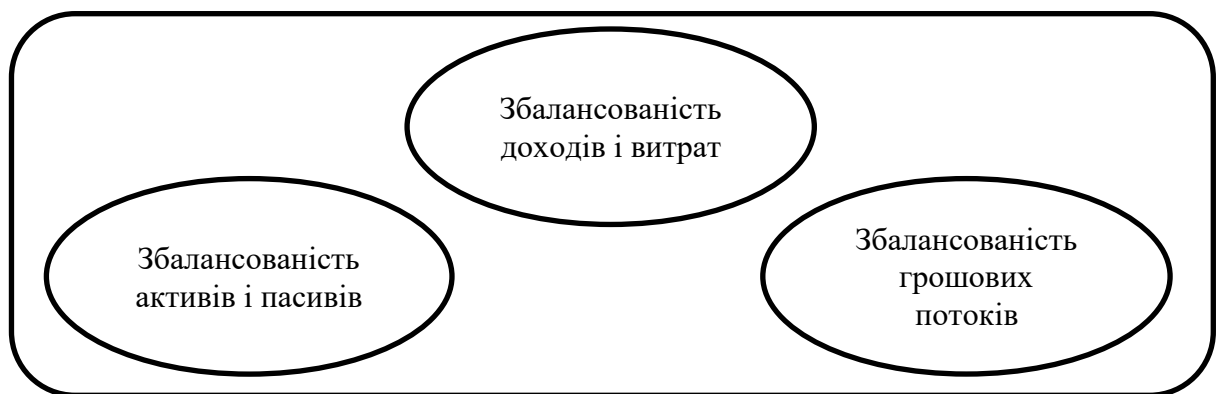 Збалансованість
доходів і витрат
Збалансованість
активів і пасивів
Збалансованість
грошових
потоків